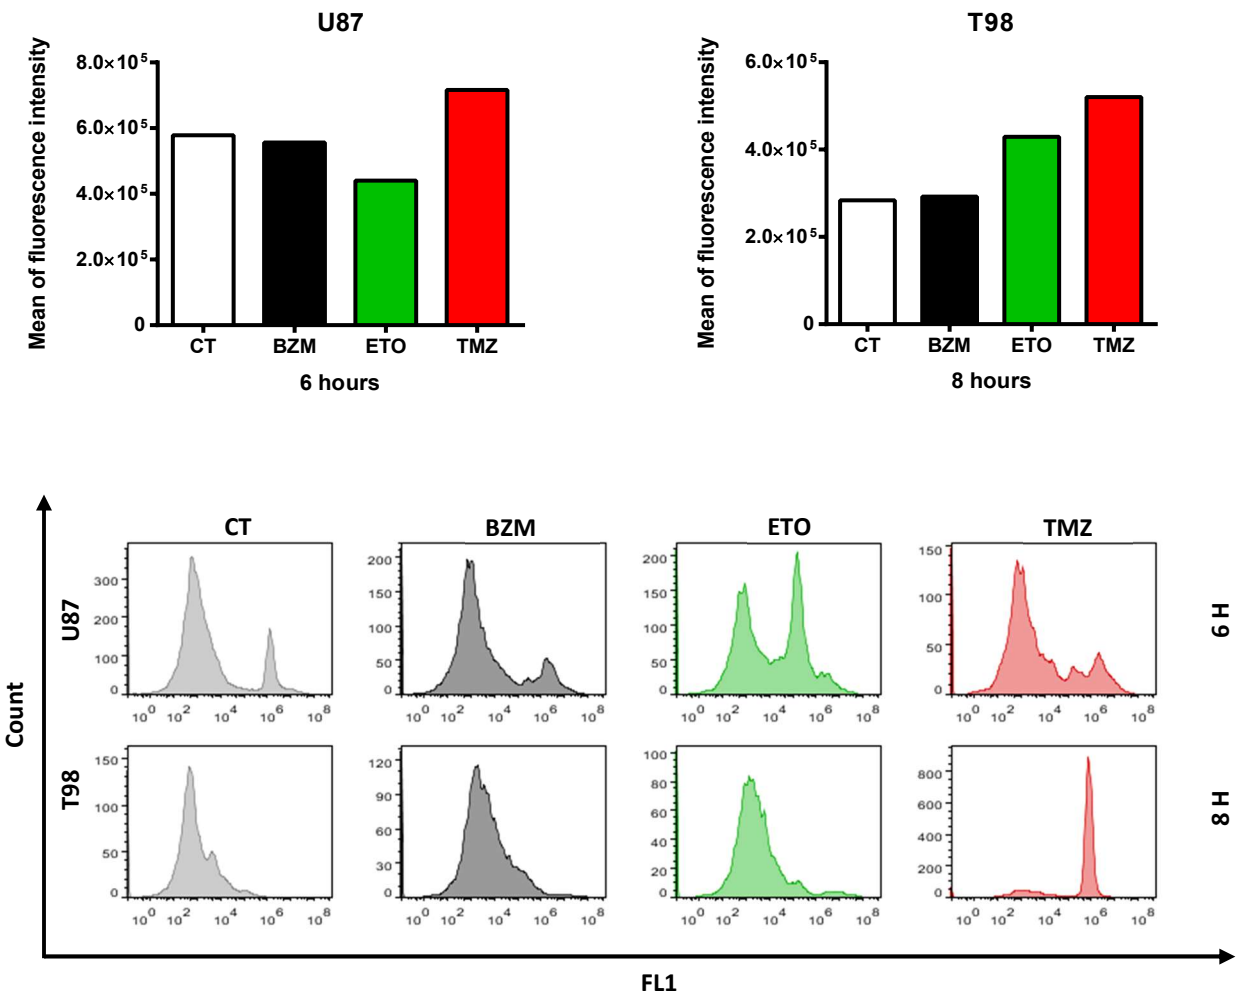 U87
Mean of fluorescence intensity
8.0×10⁵
6.0×10⁵
4.0×10⁵
2.0×10⁵
0
CT BZM ETO TMZ
6 hours
T98
Mean of fluorescence intensity
6.0×10⁵
4.0×10⁵
2.0×10⁵
0
CT BZM ETO TMZ
8 hours
Count
CT BZM ETO TMZ
U87
300
200
100
0
10⁰ 10² 10⁴ 10⁶ 10⁸
200
150
100
50
0
10⁰ 10² 10⁴ 10⁶ 10⁸
200
150
100
50
0
10⁰ 10² 10⁴ 10⁶ 10⁸
150
100
50
0
10⁰ 10² 10⁴ 10⁶ 10⁸
6 H
T98
150
100
50
0
10⁰ 10² 10⁴ 10⁶ 10⁸
120
90
60
30
0
10⁰ 10² 10⁴ 10⁶ 10⁸
100
80
60
40
20
0
10⁰ 10² 10⁴ 10⁶ 10⁸
800
600
400
200
0
10⁰ 10² 10⁴ 10⁶ 10⁸
8 H
FL1